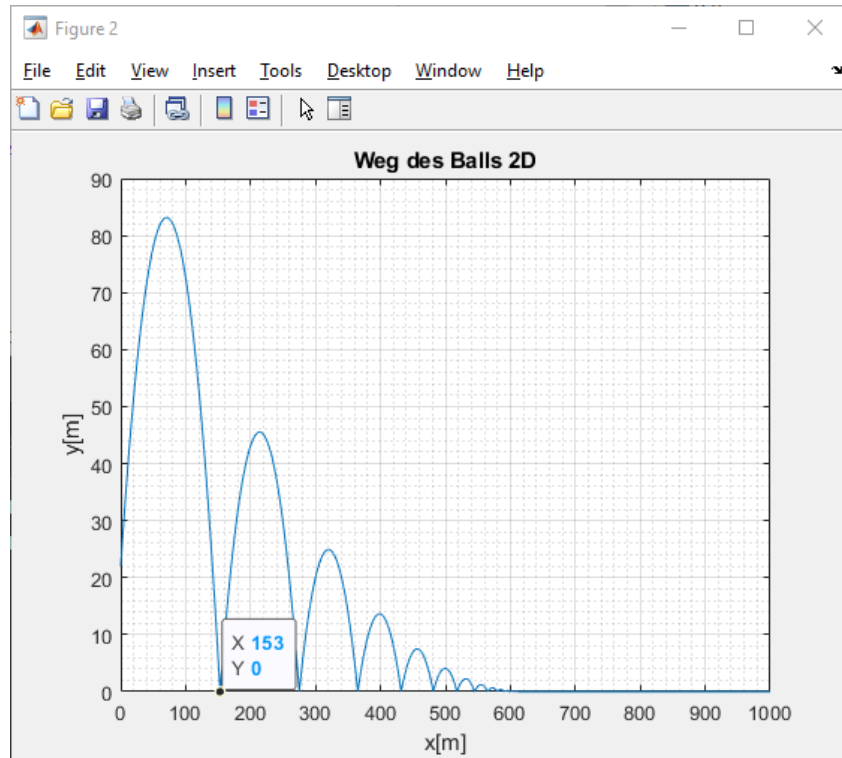 Figure 2
File Edit View Insert Tools Desktop Window Help
Weg des Balls 2D
90
80
70
60
50
40
30
20
10
0
y[m]
X 153
Y 0
0 100 200 300 400 500 600 700 800 900 1000
x[m]